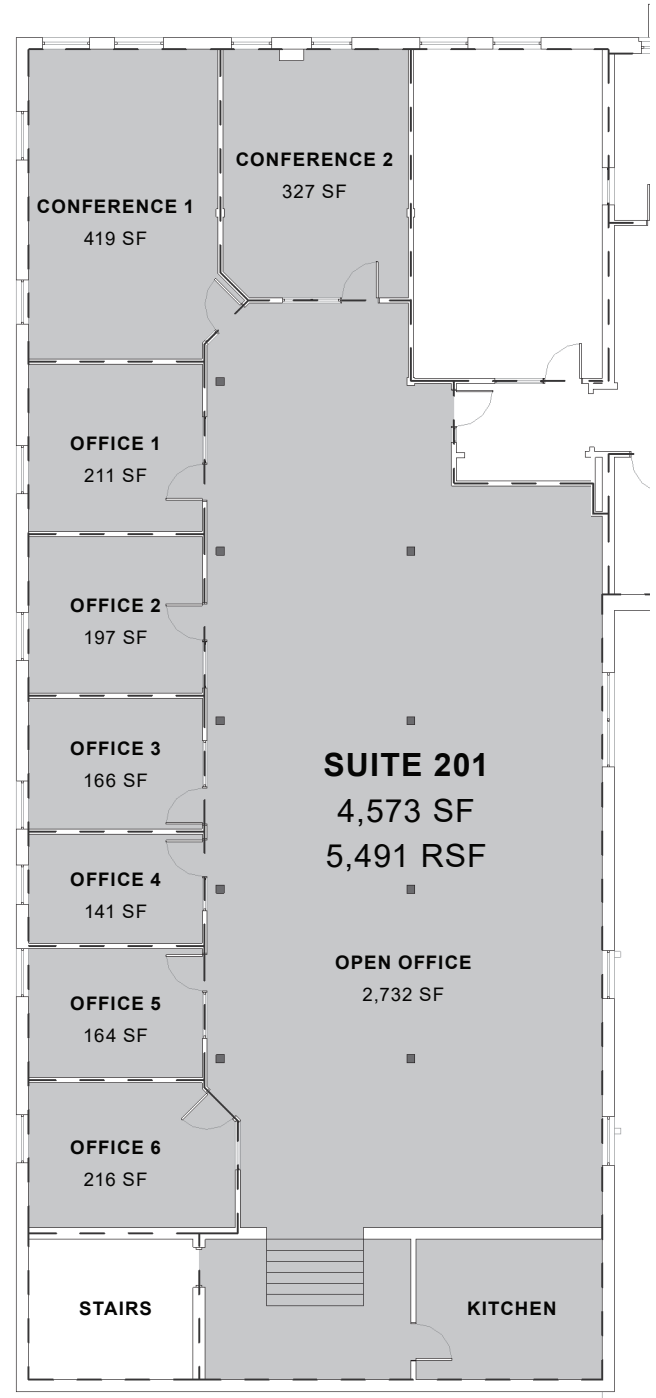 CONFERENCE 2
327 SF
CONFERENCE 1
419 SF
OFFICE 1
211 SF
OFFICE 2
197 SF
OFFICE 3
166 SF
SUITE 201
4,573 SF
5,491 RSF
OFFICE 4
141 SF
OPEN OFFICE
2,732 SF
OFFICE 5
164 SF
OFFICE 6
216 SF
STAIRS
KITCHEN